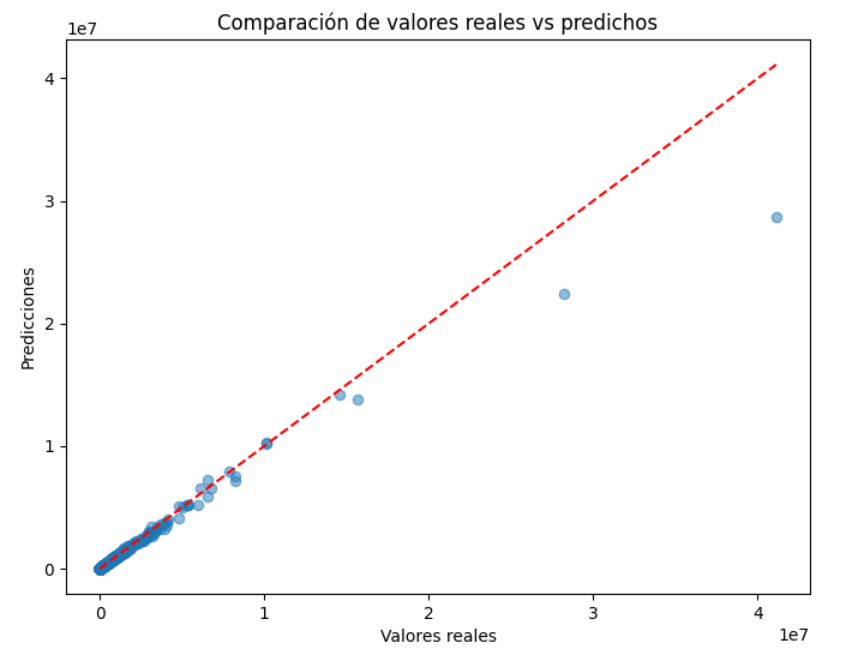 Comparación de valores reales vs predichos
1e7
4
3
2
1
0
Predicciones
0 1 2 3 4
1e7
Valores reales